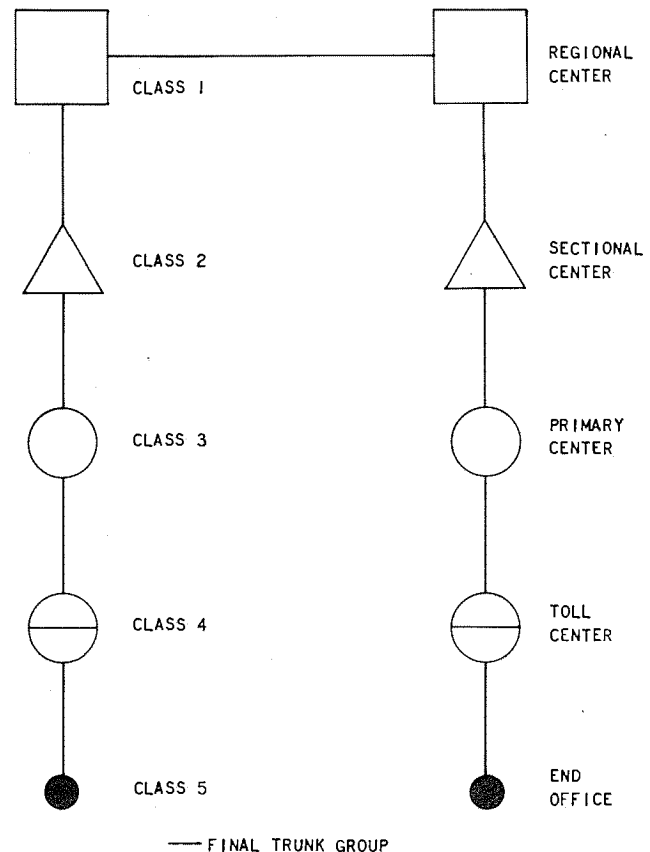 REGIONAL
CENTER
CLASS 1
CLASS 2
SECTIONAL
CENTER
CLASS 3
PRIMARY
CENTER
CLASS 4
TOLL
CENTER
CLASS 5
END
OFFICE
FINAL TRUNK GROUP